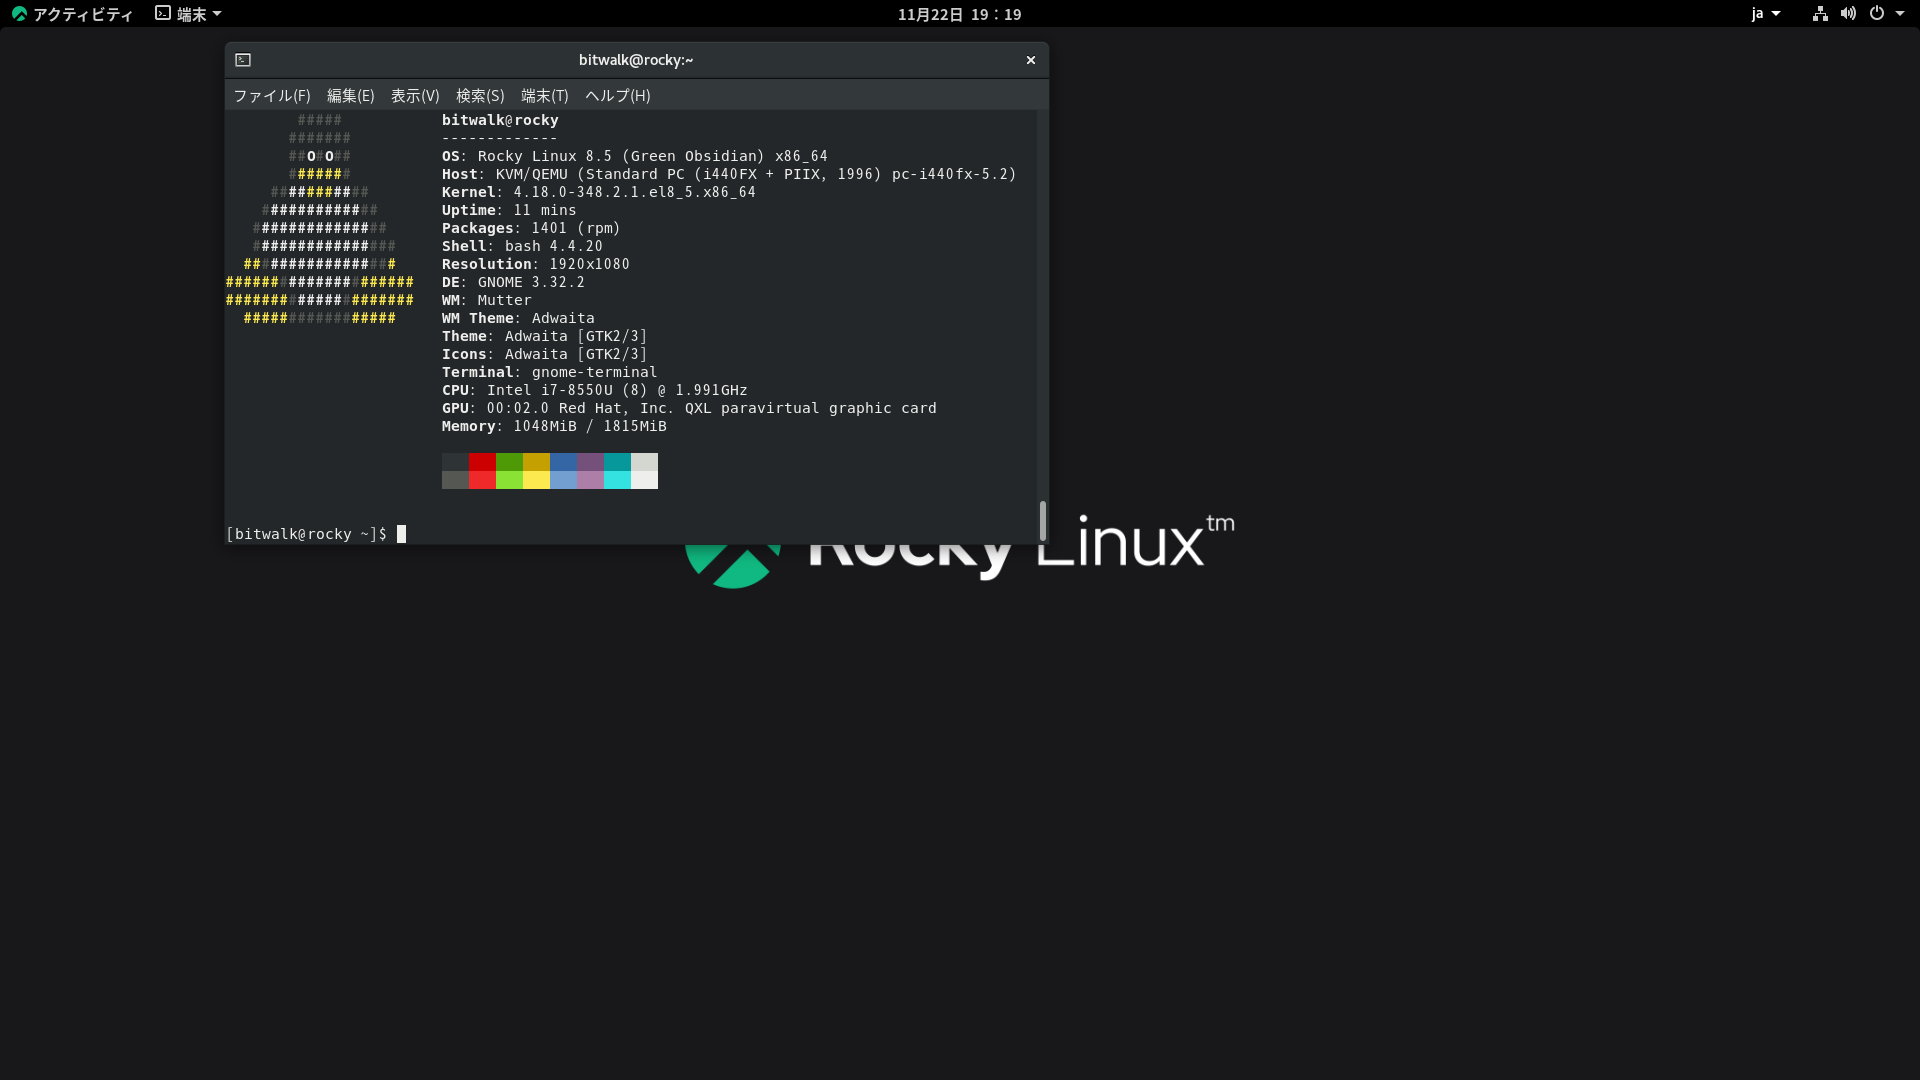 アクティビティ 端末 11月22日 19:19 ja
bitwalk@rocky:~ ×
ファイル(F) 編集(E) 表示(V) 検索(S) 端末(T) ヘルプ(H)
##### bitwalk@rocky
####### -------------
##O#O## OS: Rocky Linux 8.5 (Green Obsidian) x86_64
####### Host: KVM/QEMU (Standard PC (i440FX + PIIX, 1996) pc-i440fx-5.2)
########### Kernel: 4.18.0-348.2.1.el8_5.x86_64
############# Uptime: 11 mins
############### Packages: 1401 (rpm)
################ Shell: bash 4.4.20
################# Resolution: 1920x1080
##################### DE: GNOME 3.32.2
##################### WM: Mutter
################# WM Theme: Adwaita
Theme: Adwaita [GTK2/3]
Icons: Adwaita [GTK2/3]
Terminal: gnome-terminal
CPU: Intel i7-8550U (8) @ 1.991GHz
GPU: 00:02.0 Red Hat, Inc. QXL paravirtual graphic card
Memory: 1048MiB / 1815MiB
[bitwalk@rocky ~]$
Rocky Linux™